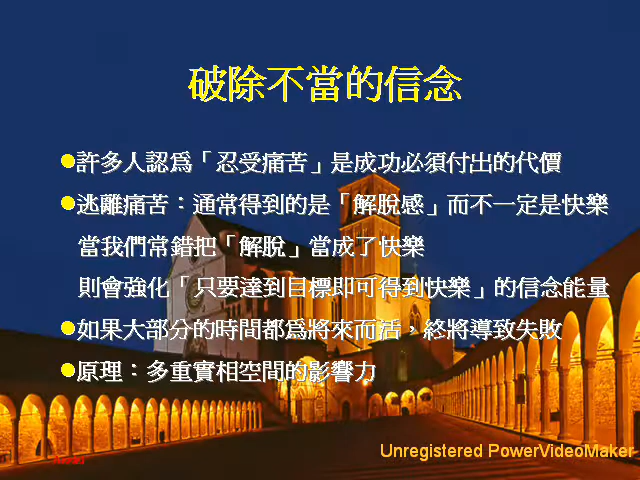 破除不當的信念
●許多人認為「忍受痛苦」是成功必須付出的代價
●逃離痛苦：通常得到的是「解脫感」而不一定是快樂
當我們常錯把「解脫」當成了快樂
則會強化「只要達到目標即可得到快樂」的信念能量
●如果大部分的時間都為將來而活，終將導致失敗
●原理：多重實相空間的影響力
Unregistered PowerVideoMaker